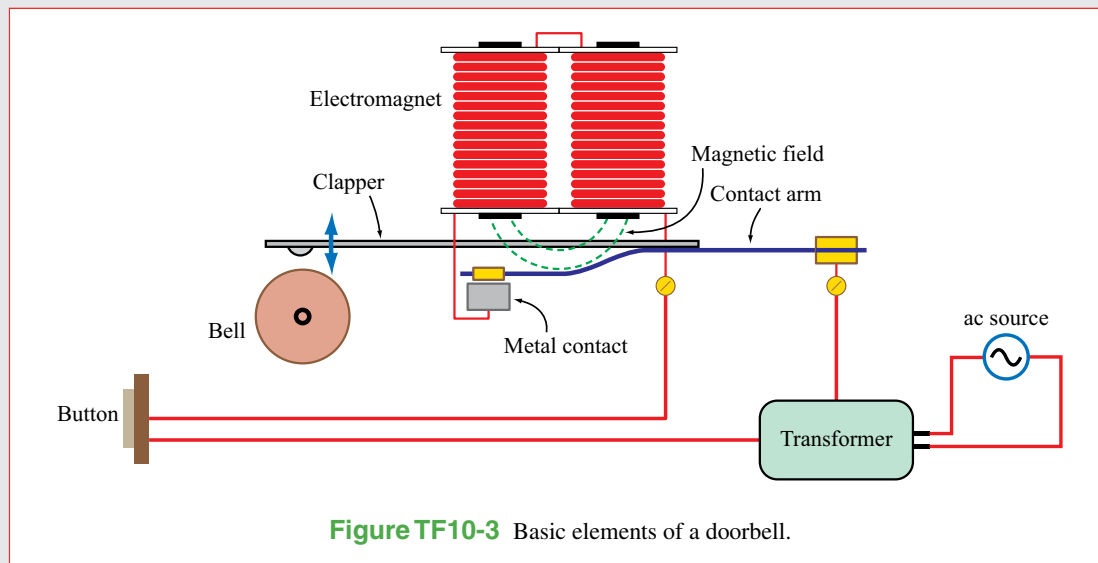 Electromagnet
Magnetic field
Clapper
Contact arm
Bell
Metal contact
ac source
Button
Transformer
Figure TF10-3 Basic elements of a doorbell.